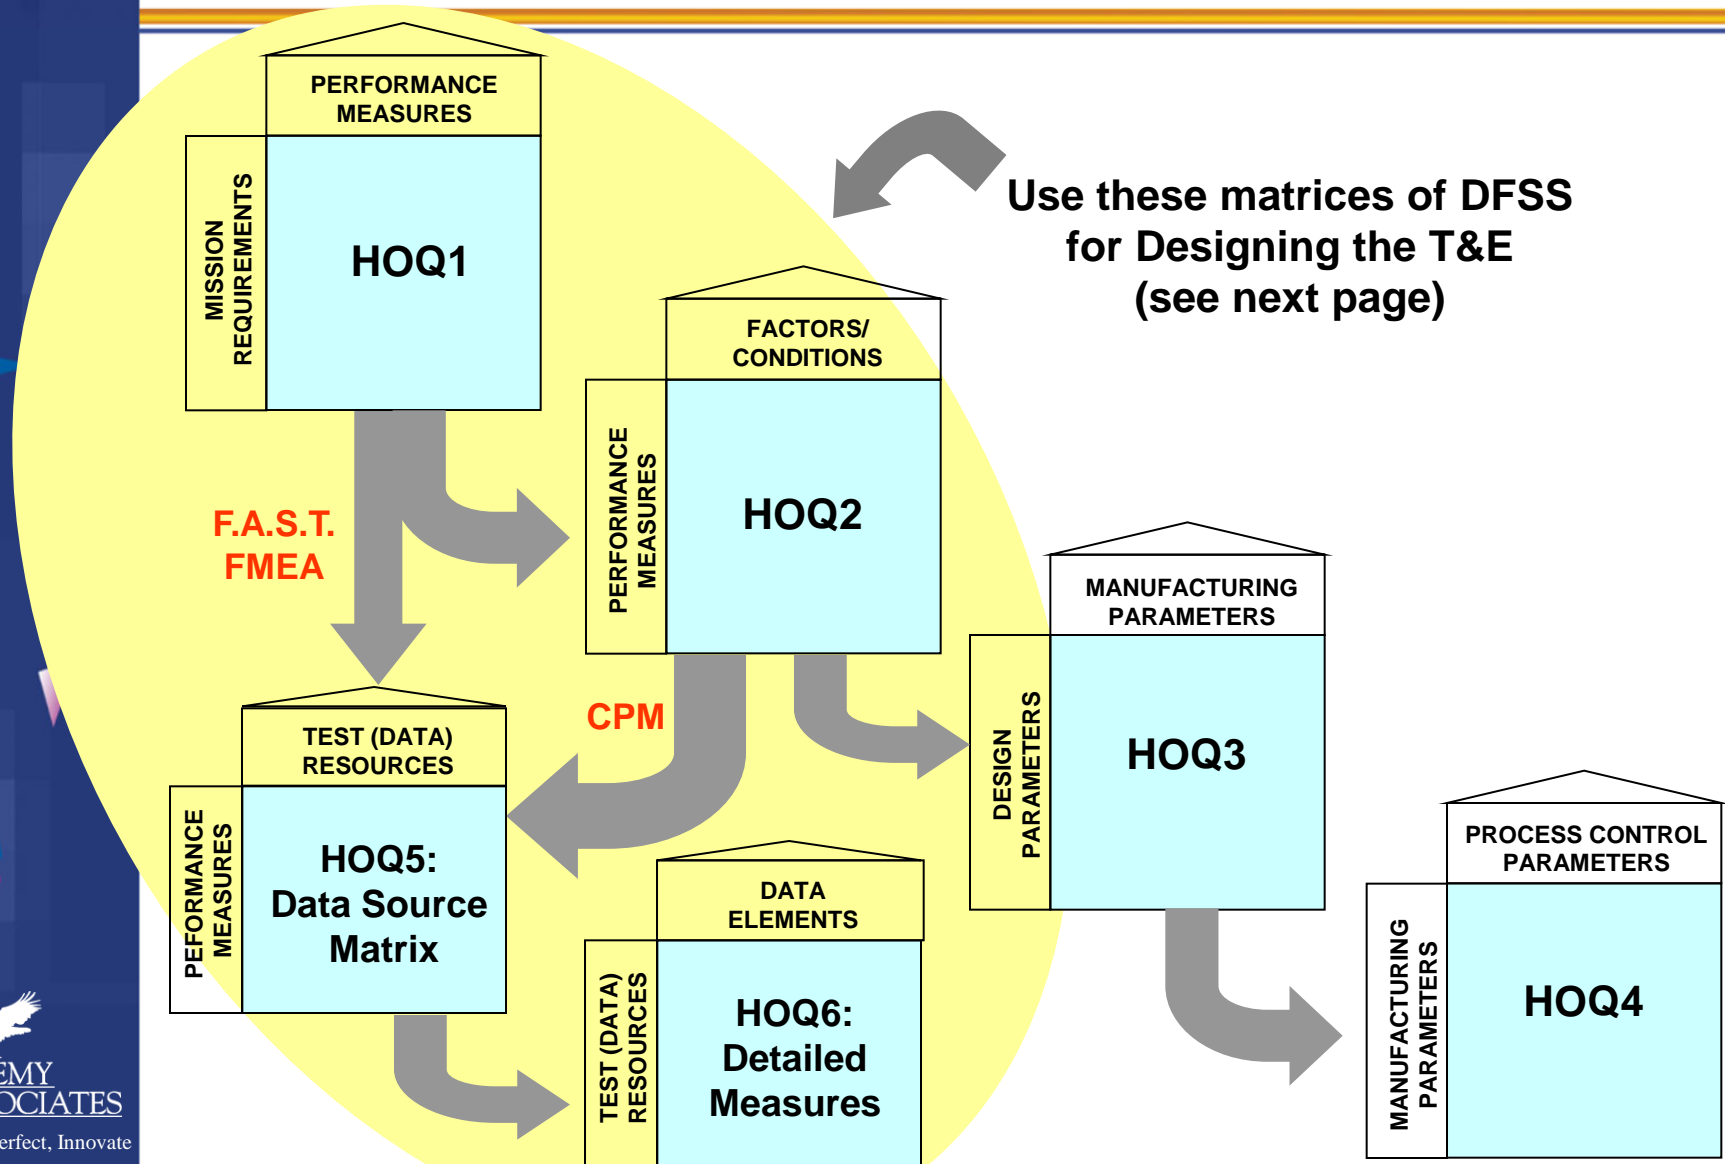 PERFORMANCE
MEASURES
MISSION
REQUIREMENTS
HOQ1
Use these matrices of DFSS
for Designing the T&E
(see next page)
FACTORS/
CONDITIONS
PERFORMANCE
MEASURES
HOQ2
F.A.S.T.
FMEA
CPM
MANUFACTURING
PARAMETERS
DESIGN
PARAMETERS
HOQ3
TEST (DATA)
RESOURCES
PEFORMANCE
MEASURES
HOQ5:
Data Source
Matrix
DATA
ELEMENTS
TEST (DATA)
RESOURCES
HOQ6:
Detailed
Measures
PROCESS CONTROL
PARAMETERS
MANUFACTURING
PARAMETERS
HOQ4
, Innovate